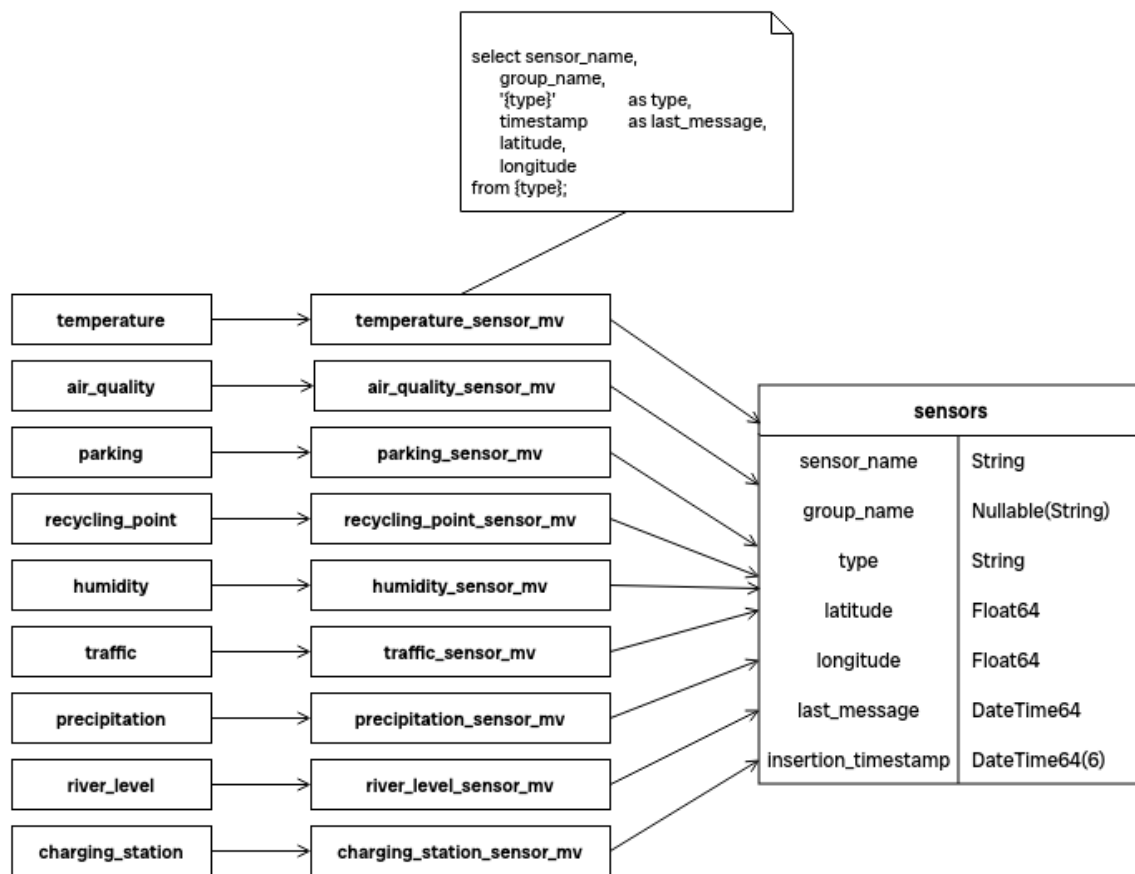 select sensor_name,
group_name,
'{type}' as type,
timestamp as last_message,
latitude,
longitude
from {type};
temperature temperature_sensor_mv
air_quality air_quality_sensor_mv
sensors
parking parking_sensor_mv
sensor_name String
recycling_point recycling_point_sensor_mv
group_name Nullable(String)
type String
humidity humidity_sensor_mv
latitude Float64
traffic traffic_sensor_mv
longitude Float64
precipitation precipitation_sensor_mv
last_message DateTime64
insertion_timestamp DateTime64(6)
river_level river_level_sensor_mv
charging_station charging_station_sensor_mv